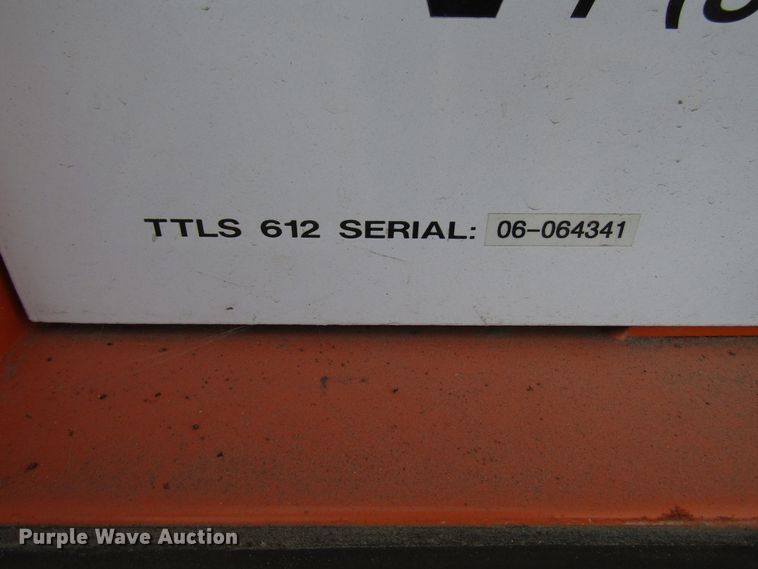 TTLS 612 SERIAL: 06-064341
Purple Wave Auction®